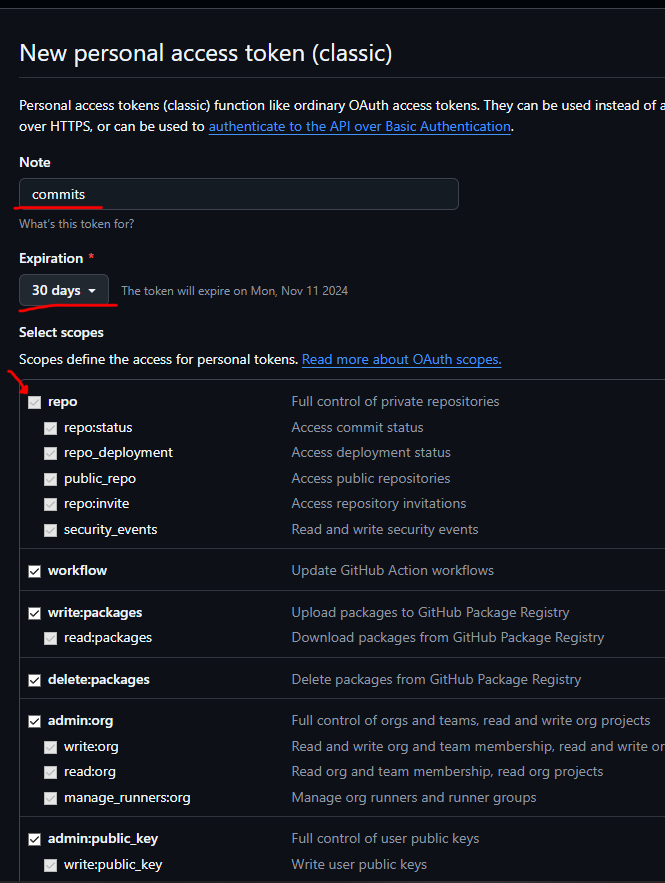 New personal access token (classic)
Personal access tokens (classic) function like ordinary OAuth access tokens. They can be used instead of a
over HTTPS, or can be used to authenticate to the API over Basic Authentication.
Note
commits
What's this token for?
Expiration *
30 days The token will expire on Mon, Nov 11 2024
Select scopes
Scopes define the access for personal tokens. Read more about OAuth scopes.
repo Full control of private repositories
repo:status Access commit status
repo_deployment Access deployment status
public_repo Access public repositories
repo:invite Access repository invitations
security_events Read and write security events
workflow Update GitHub Action workflows
write:packages Upload packages to GitHub Package Registry
read:packages Download packages from GitHub Package Registry
delete:packages Delete packages from GitHub Package Registry
admin:org Full control of orgs and teams, read and write org projects
write:org Read and write org and team membership, read and write or
read:org Read org and team membership, read org projects
manage_runners:org Manage org runners and runner groups
admin:public_key Full control of user public keys
write:public_key Write user public keys